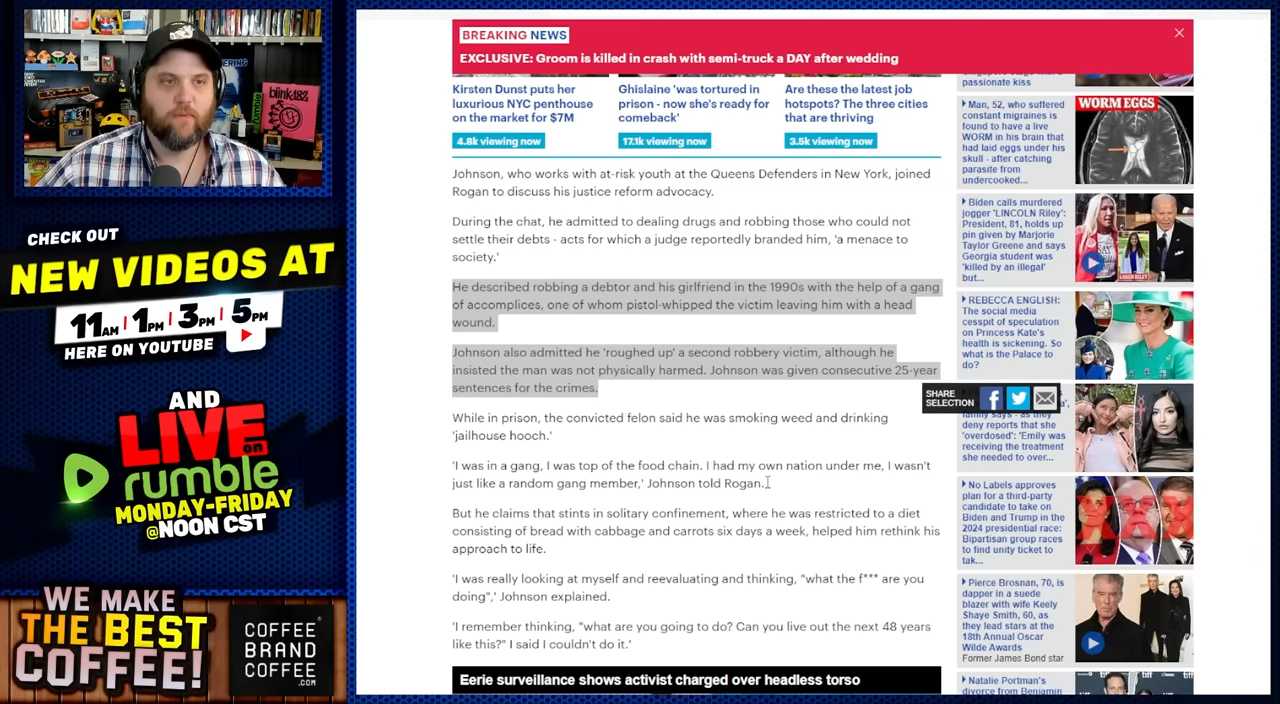 blink-182
rumble
CHECK OUT
NEW VIDEOS AT
11AM | 1PM | 3PM | 5PM
HERE ON YOUTUBE
AND
LIVE on
rumble
MONDAY-FRIDAY
@NOON CST
WE MAKE
THE BEST
COFFEE!
COFFEE
BRAND
COFFEE
.COM
BREAKING NEWS
EXCLUSIVE: Groom is killed in crash with semi-truck a DAY after wedding
Kirsten Dunst puts her
luxurious NYC penthouse
on the market for $7M
4.8k viewing now
Ghislaine 'was tortured in
prison - now she's ready for
comeback'
17.1k viewing now
Are these the latest job
hotspots? The three cities
that are thriving
3.5k viewing now
Johnson, who works with at-risk youth at the Queens Defenders in New York, joined
Rogan to discuss his justice reform advocacy.
During the chat, he admitted to dealing drugs and robbing those who could not
settle their debts - acts for which a judge reportedly branded him, 'a menace to
society.'
He described robbing a debtor and his girlfriend in the 1990s with the help of a gang
of accomplices, one of whom pistol-whipped the victim leaving him with a head
wound.
Johnson also admitted he 'roughed up' a second robbery victim, although he
insisted the man was not physically harmed. Johnson was given consecutive 25-year
sentences for the crimes.
SHARE
SELECTION
While in prison, the convicted felon said he was smoking weed and drinking
'jailhouse hooch.'
'I was in a gang, I was top of the food chain. I had my own nation under me, I wasn't
just like a random gang member,' Johnson told Rogan.
But he claims that stints in solitary confinement, where he was restricted to a diet
consisting of bread with cabbage and carrots six days a week, helped him rethink his
approach to life.
'I was really looking at myself and reevaluating and thinking, "what the f*** are you
doing",' Johnson explained.
'I remember thinking, "what are you going to do? Can you live out the next 48 years
like this?" I said I couldn't do it.'
Eerie surveillance shows activist charged over headless torso
passionate kiss
Man, 52, who suffered
constant migraines is
found to have a live
WORM in his brain that
had laid eggs under his
skull - after catching
parasite from
undercooked...
WORM EGGS
Biden calls murdered
jogger 'LINCOLN Riley':
President, 81, holds up
pin given by Marjorie
Taylor Greene and says
Georgia student was
'killed by an illegal'
but...
REBECCA ENGLISH:
The social media
cesspit of speculation
on Princess Kate's
health is sickening. So
what is the Palace to
do?
family says - as they
deny reports that she
'overdosed': 'Emily was
receiving the treatment
she needed to over...
No Labels approves
plan for a third-party
candidate to take on
Biden and Trump in the
2024 presidential race:
Bipartisan group races
to find unity ticket to
tak...
Pierce Brosnan, 70, is
dapper in a suede
blazer with wife Keely
Shaye Smith, 60, as
they lead stars at the
18th Annual Oscar
Wilde Awards
Former James Bond star
Natalie Portman's
divorce from Benjamin